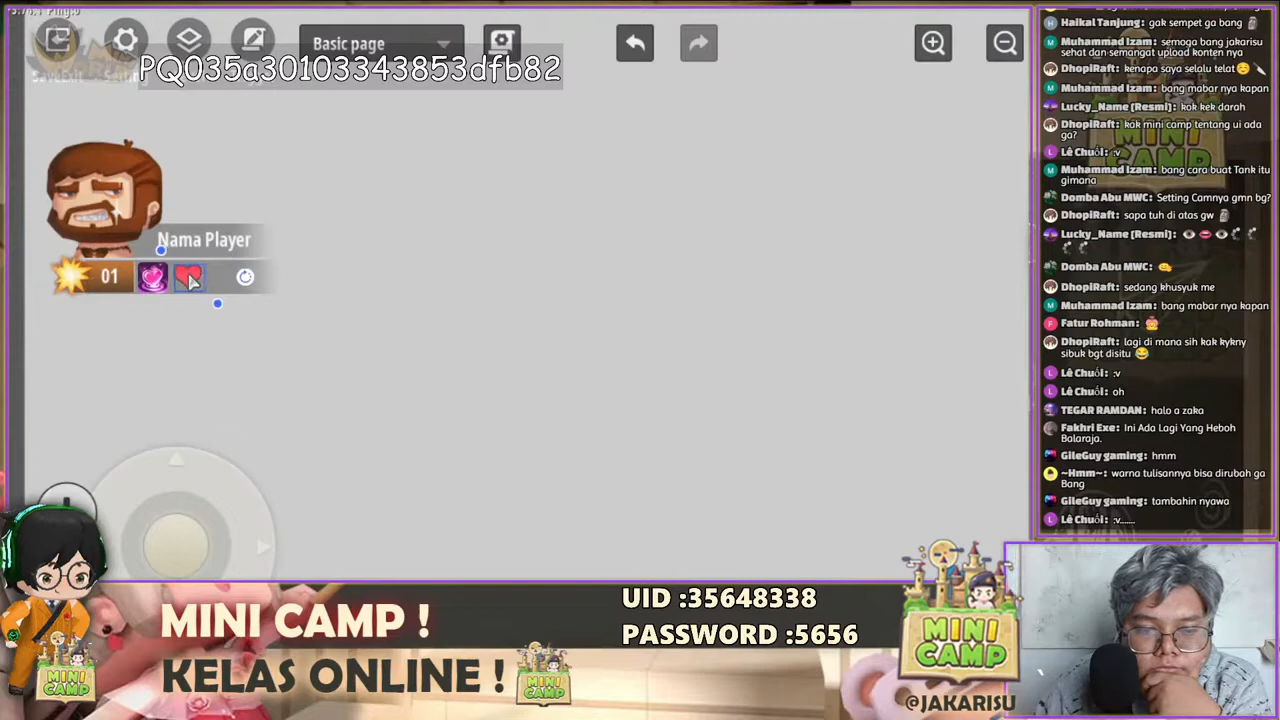 Basic page
PQ035a30103343853dfb82
Nama Player
01
Haikal Tanjung: gak sempet ga bang
Muhammad Izam: semoga bang jakarisu
sehat dan semangat upload konten nya
DhopiRaft: kenapa saya selalu telat
Muhammad Izam: bang mabar nya kapan
Lucky_Name (Resmi): kok kek darah
DhopiRaft: kak mini camp tentang ui ada
ga?
Lê Chuối: :v
Muhammad Izam: bang cara buat Tank itu
gimana
Domba Abu MWC: Setting Camnya gmn bg?
DhopiRaft: sapa tuh di atas gw
Lucky_Name (Resmi):
Domba Abu MWC:
DhopiRaft: sedang khusyuk me
Muhammad Izam: bang mabar nya kapan
Fatur Rohman:
DhopiRaft: lagi di mana sih kak kykny
sibuk bgt disitu
Lê Chuối: :v
Lê Chuối: oh
TEGAR RAMDAN: halo a zaka
Fakhri Exe: Ini Ada Lagi Yang Heboh
Balaraja.
GileGuy gaming: hmm
~Hmm~: warna tulisannya bisa dirubah ga
Bang
GileGuy gaming: tambahin nyawa
Lê Chuối: :v.......
MINI CAMP !
KELAS ONLINE !
MINI
CAMP
MINI
CAMP
UID :35648338
PASSWORD :5656
MINI
CAMP
@JAKARISU